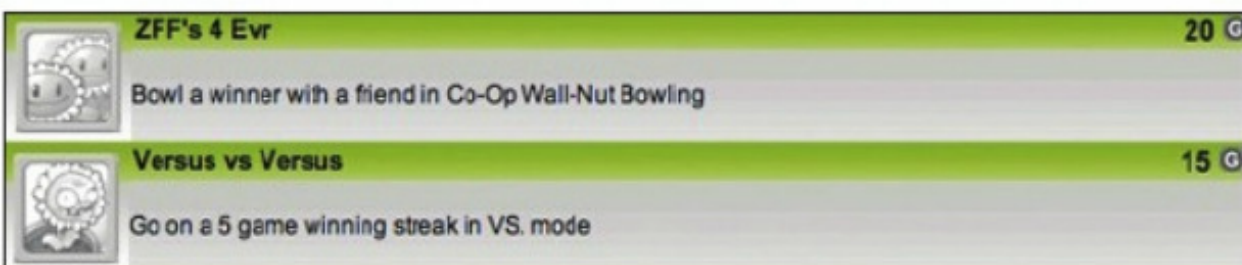 ZFF's 4 Evr 20 G
Bowl a winner with a friend in Co-Op Wall-Nut Bowling
Versus vs Versus 15 G
Go on a 5 game winning streak in VS. mode